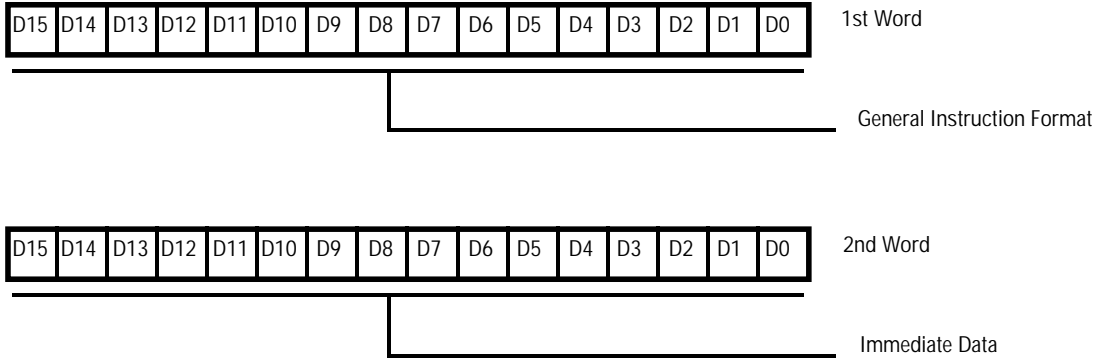 D15 D14 D13 D12 D11 D10 D9 D8 D7 D6 D5 D4 D3 D2 D1 D0 1st Word
General Instruction Format
D15 D14 D13 D12 D11 D10 D9 D8 D7 D6 D5 D4 D3 D2 D1 D0 2nd Word
Immediate Data